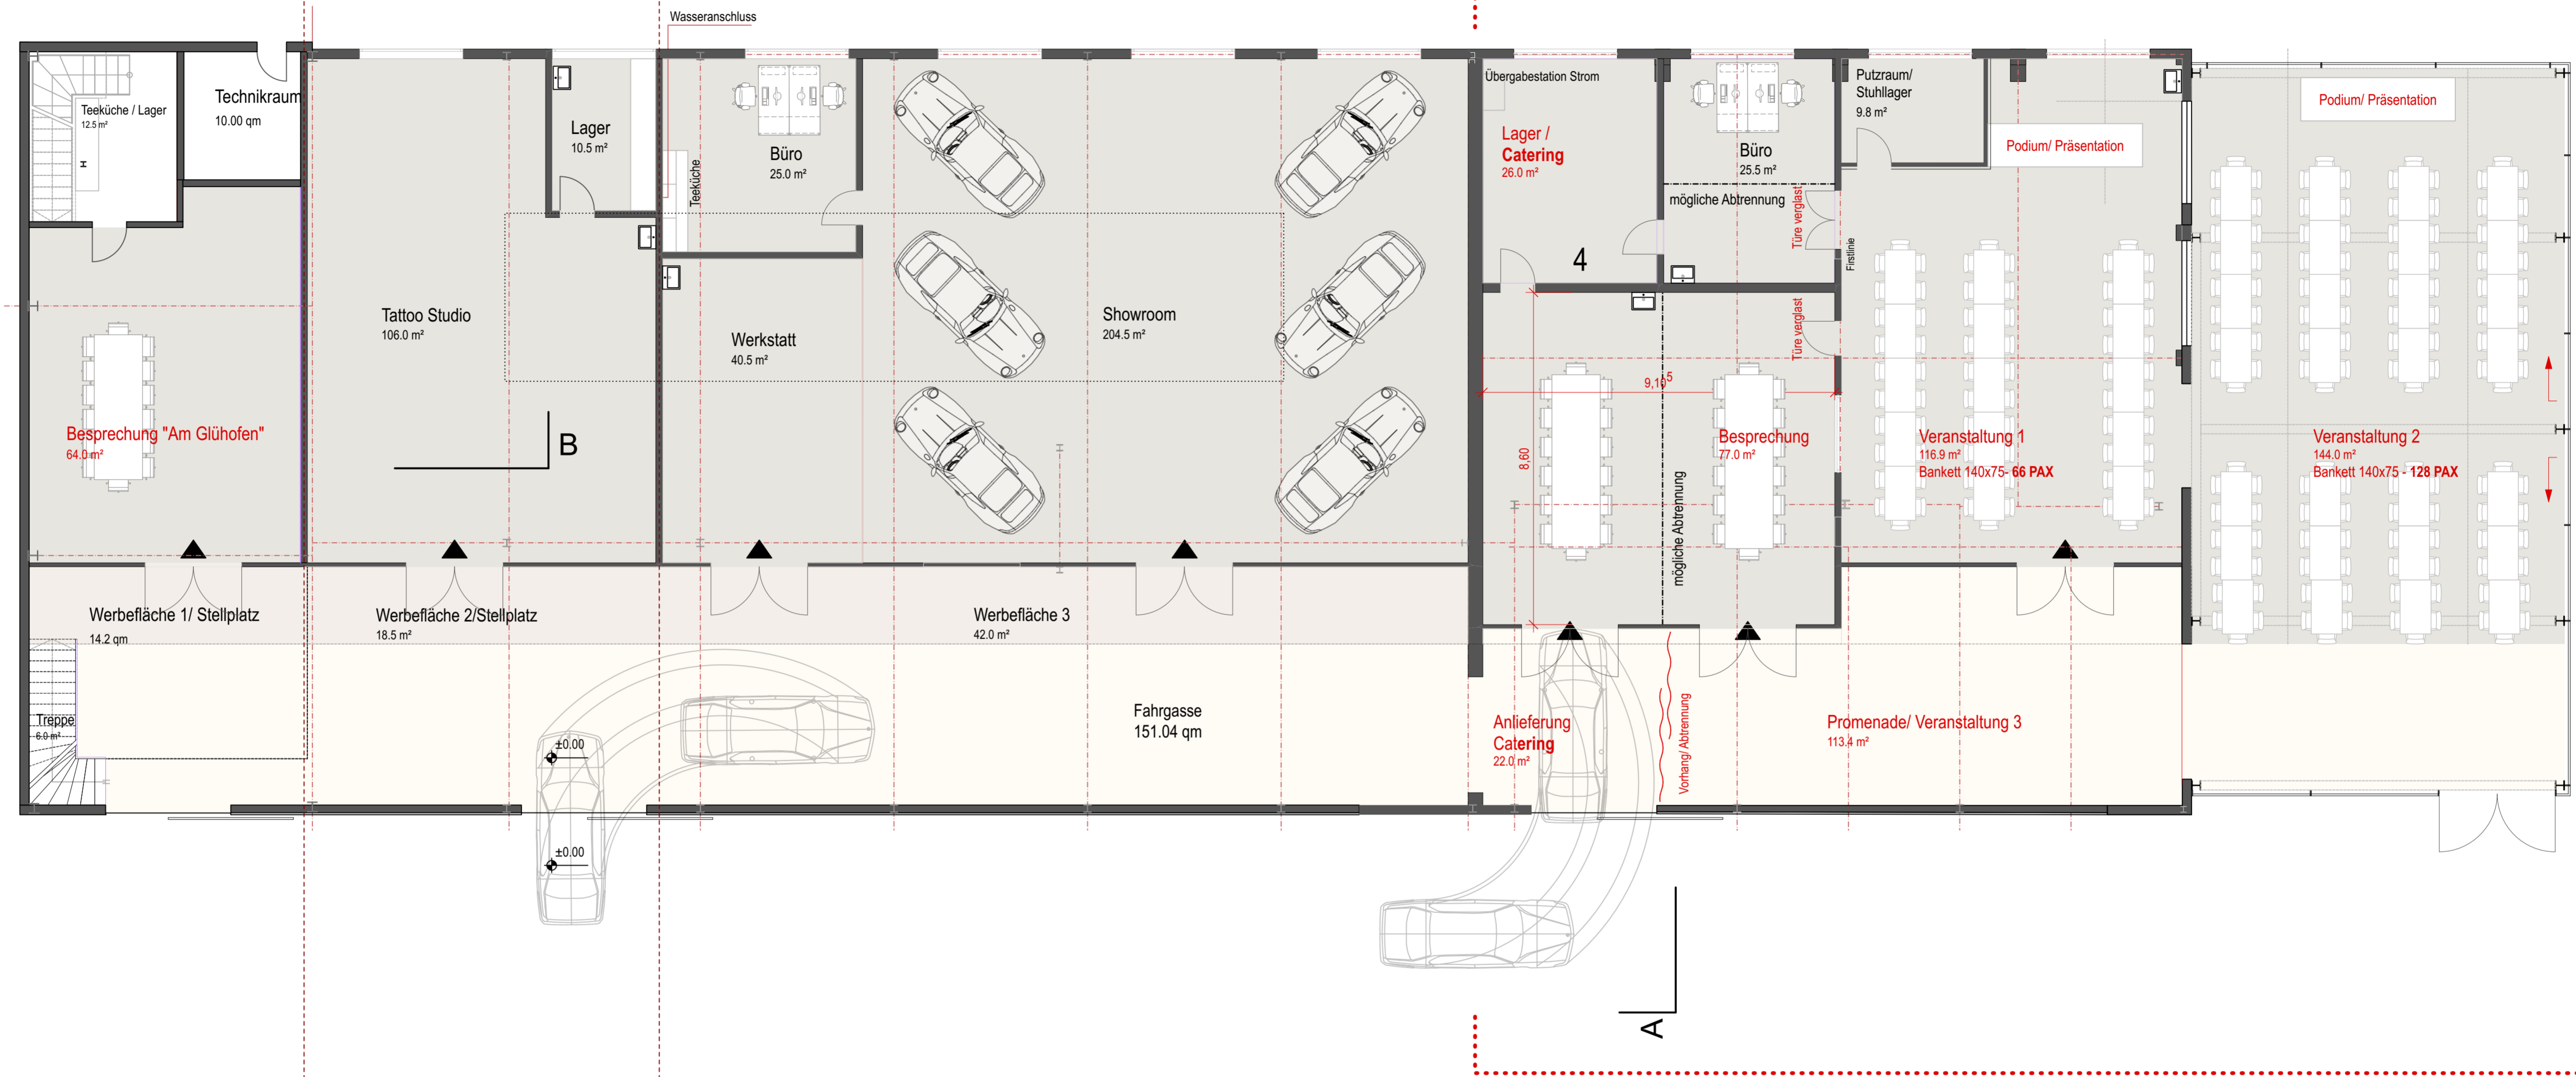 Wasseranschluss
Teeküche / Lager
12.5 m²
H
Technikraum
10.00 qm
Lager
10.5 m²
Teeküche
Büro
25.0 m²
Tattoo Studio
106.0 m²
Werkstatt
40.5 m²
Showroom
204.5 m²
B
Besprechung "Am Glühofen"
64.0 m²
Übergabestation Strom
Lager /
Catering
26.0 m²
4
Büro
25.5 m²
mögliche Abtrennung
Türe verglast
Türe verglast
Firstlinie
Putzraum/
Stuhllager
9.8 m²
Podium/ Präsentation
Podium/ Präsentation
9,10⁵
8,60
mögliche Abtrennung
Besprechung
77.0 m²
Veranstaltung 1
116.9 m²
Bankett 140x75- 66 PAX
Veranstaltung 2
144.0 m²
Bankett 140x75 - 128 PAX
Werbefläche 1/ Stellplatz
14.2 qm
Werbefläche 2/Stellplatz
18.5 m²
Werbefläche 3
42.0 m²
Treppe
6.0 m²
Fahrgasse
151.04 qm
±0.00
±0.00
Anlieferung
Catering
22.0 m²
Vorhang/ Abtrennung
Promenade/ Veranstaltung 3
113.4 m²
A